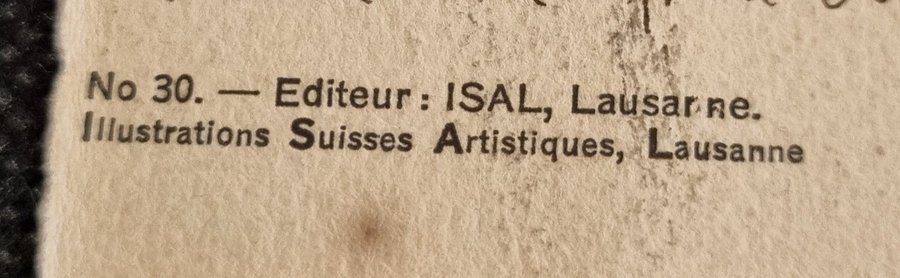 No 30. — Editeur: ISAL, Lausanne.
Illustrations Suisses Artistiques, Lausanne